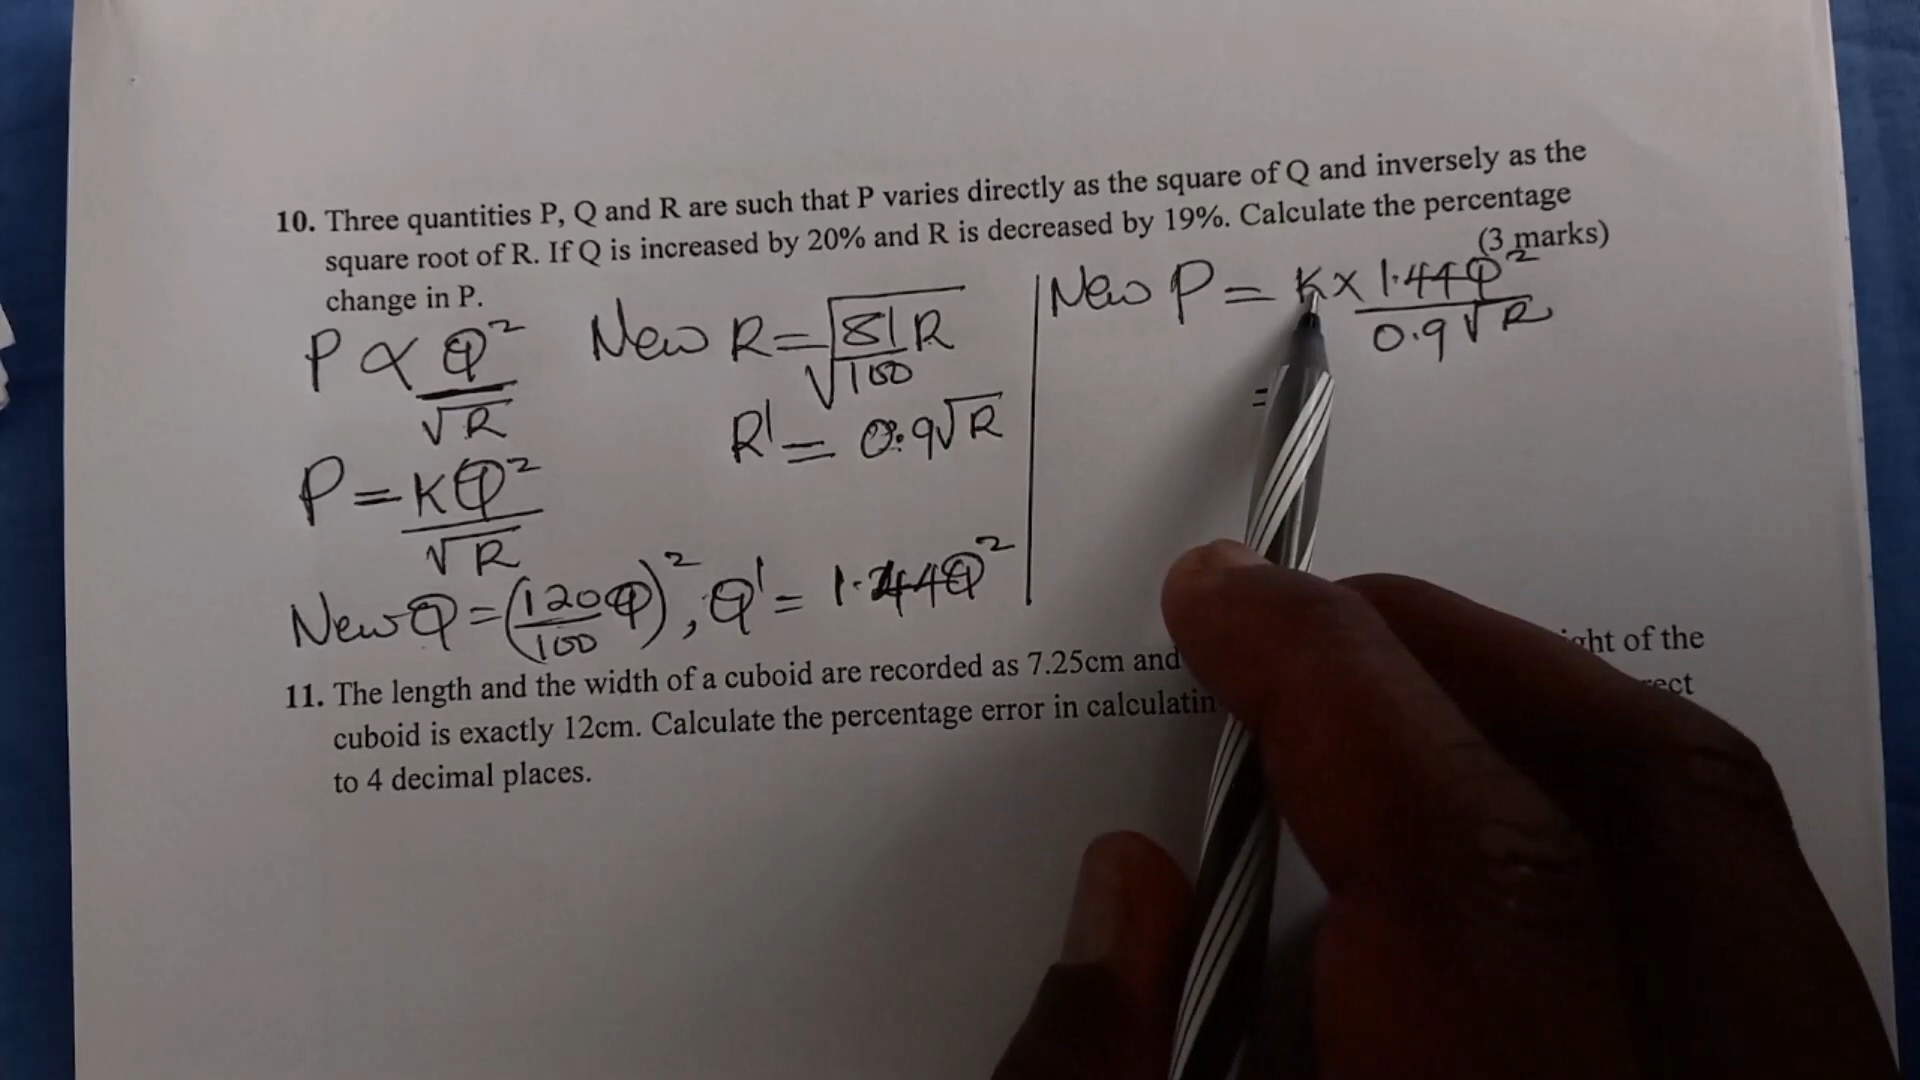 10. Three quantities P, Q and R are such that P varies directly as the square of Q and inversely as the
square root of R. If Q is increased by 20% and R is decreased by 19%. Calculate the percentage
change in P. (3 marks)
P ∝ Q²/√R
P = KQ²/√R
New Q = (120/100 Q)², Q' = 1.44Q²
New R = √(81/100 R)
R' = 0.9√R
New P = K × 1.44Q²/0.9√R
=
11. The length and the width of a cuboid are recorded as 7.25cm and of the
cuboid is exactly 12cm. Calculate the percentage error in
to 4 decimal places.